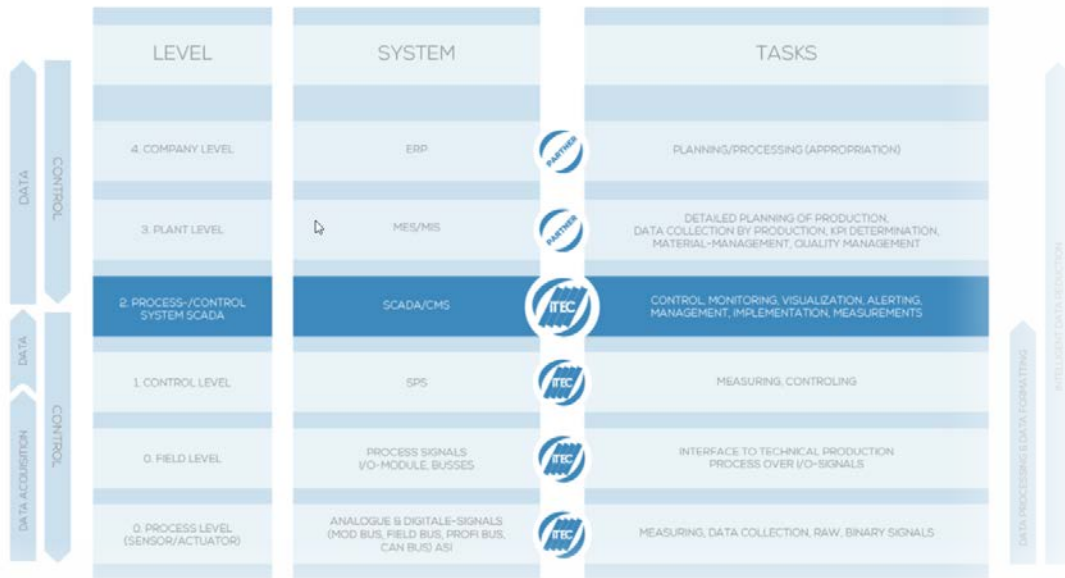 LEVEL
SYSTEM
TASKS
4. COMPANY LEVEL
ERP
PARTNER
PLANNING/PROCESSING (APPROPRIATION)
3. PLANT LEVEL
MES/MIS
PARTNER
DETAILED PLANNING OF PRODUCTION,
DATA COLLECTION BY PRODUCTION, KPI DETERMINATION,
MATERIAL-MANAGEMENT, QUALITY MANAGEMENT
2. PROCESS-/CONTROL
SYSTEM SCADA
SCADA/CMS
ITEC
CONTROL, MONITORING, VISUALIZATION, ALERTING,
MANAGEMENT, IMPLEMENTATION, MEASUREMENTS
1. CONTROL LEVEL
SPS
ITEC
MEASURING, CONTROLING
0. FIELD LEVEL
PROCESS SIGNALS
I/O-MODULE, BUSSES
ITEC
INTERFACE TO TECHNICAL PRODUCTION
PROCESS OVER I/O-SIGNALS
0. PROCESS LEVEL
(SENSOR/ACTUATOR)
ANALOGUE & DIGITALE-SIGNALS
(MOD BUS, FIELD BUS, PROFI BUS,
CAN BUS) ASI
ITEC
MEASURING, DATA COLLECTION, RAW, BINARY SIGNALS
DATA
CONTROL
DATA
CONTROL
DATA ACQUISITION
DATA PROCESSING & DATA FORMATTING
INTELLIGENT DATA REDUCTION